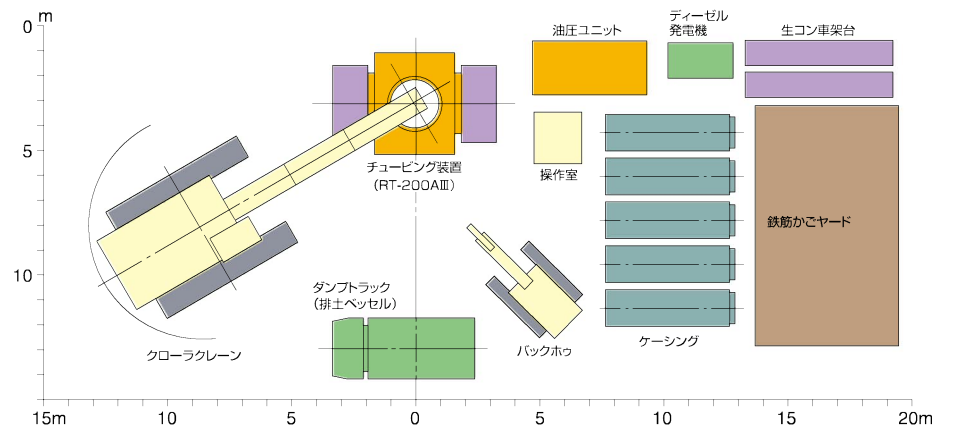 m
0
5
10
15m
10
5
0
5
10
15
20m
油圧ユニット
ディーゼル
発電機
生コン車架台
チュービング装置
（RT-200AⅢ）
操作室
鉄筋かごヤード
ダンプトラック
（排土ベッセル）
クローラクレーン
バックホゥ
ケーシング